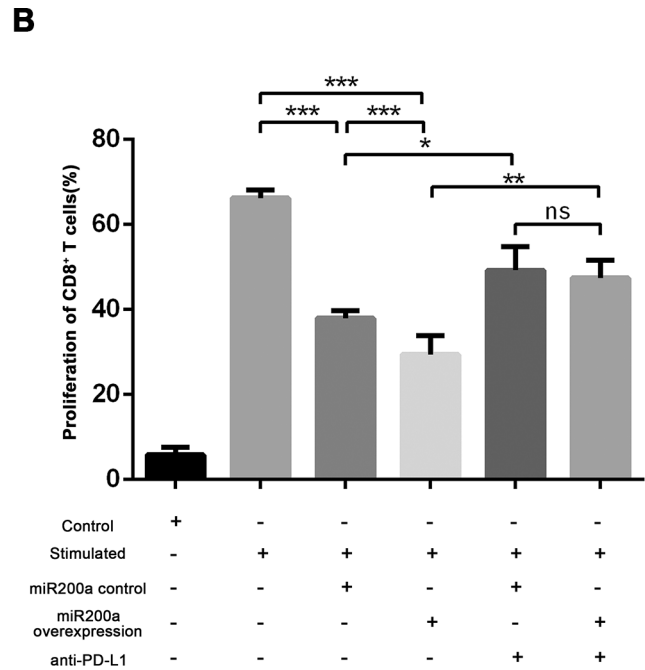 B
***
*** ***
*
**
ns
Proliferation of CD8⁺ T cells(%)
80
60
40
20
0
Control + - - - - -
Stimulated - + + + + +
miR200a control - - + - + -
miR200a
overexpression - - - + - +
anti-PD-L1 - - - - + +